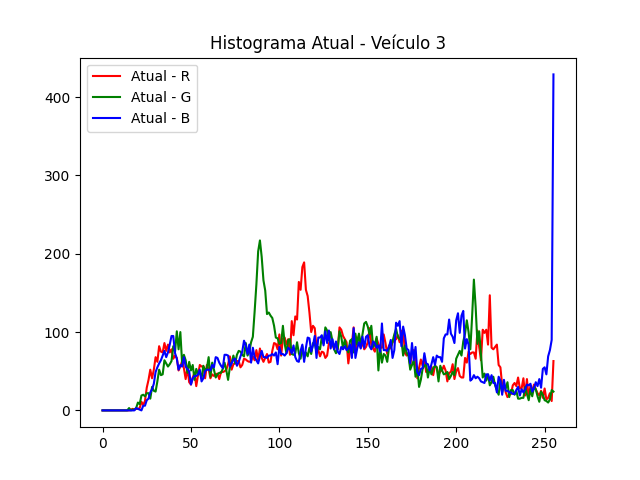 Histograma Atual - Veículo 3
Atual - R
Atual - G
Atual - B
400
300
200
100
0
0 50 100 150 200 250